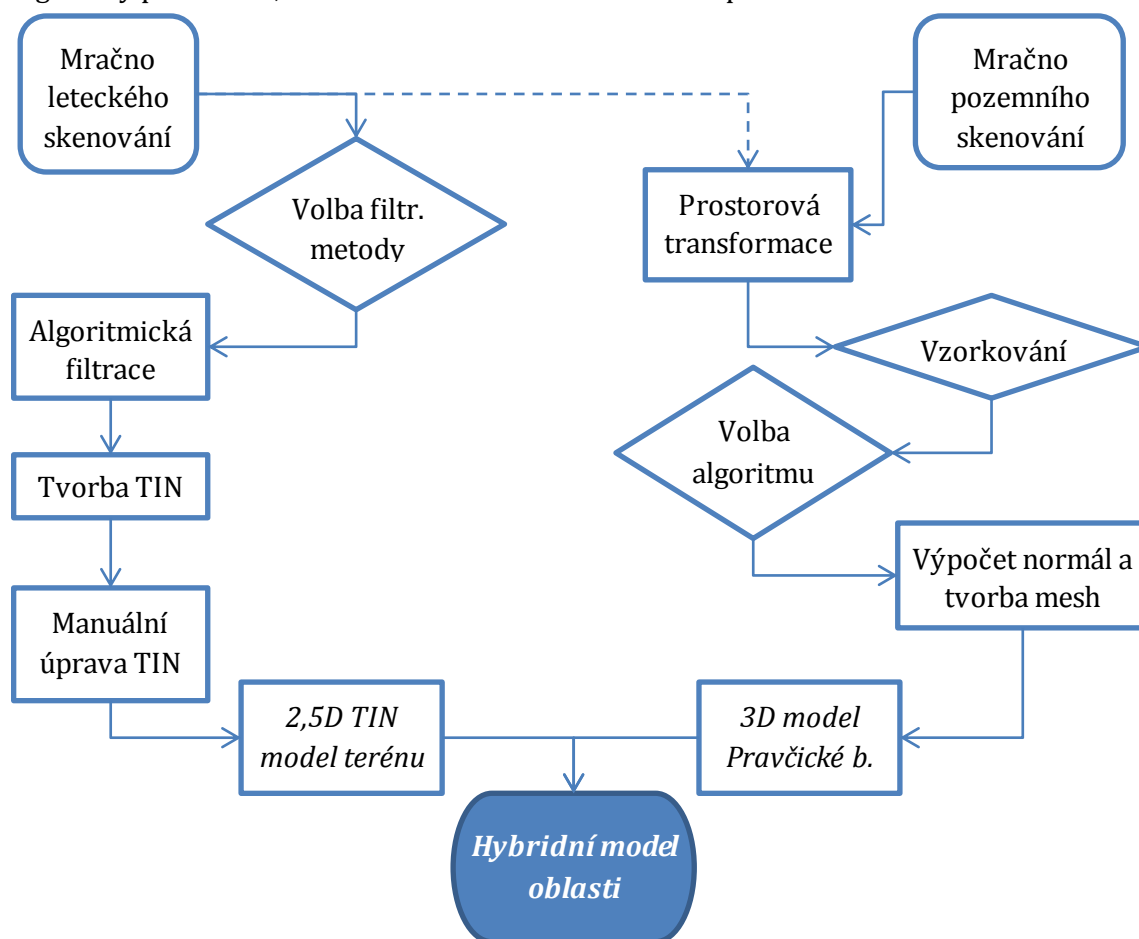 Mračno
leteckého
skenování
Mračno
pozemního
skenování
Volba filtr.
metody
Prostorová
transformace
Algoritmická
filtrace
Vzorkování
Volba
algoritmu
Tvorba TIN
Výpočet normál a
tvorba mesh
Manuální
úprava TIN
2,5D TIN
model terénu
3D model
Pravčické b.
Hybridní model
oblasti